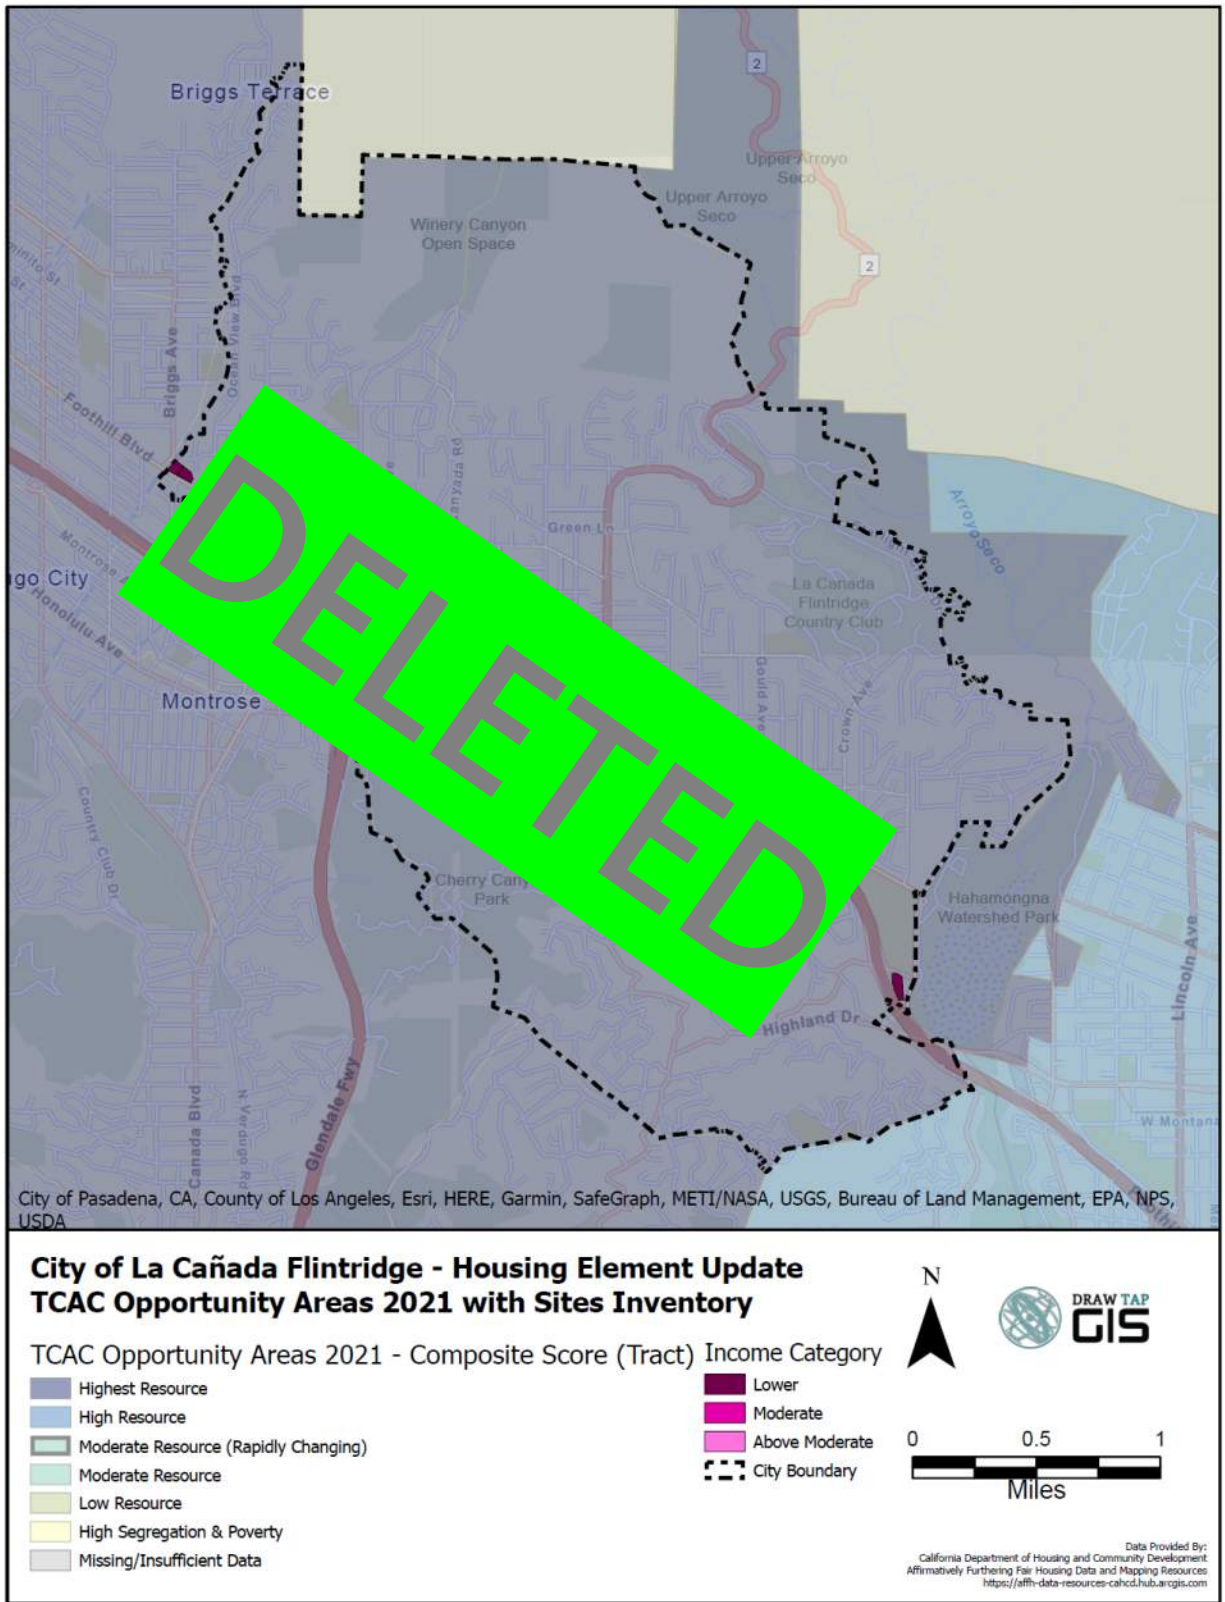 2
Briggs Terrace
Upper Arroyo
Seco
Upper Arroyo
Seco
Winery Canyon
Open Space
2
Ocean View Blvd
Briggs Ave
Foothill Blvd
Green Ln
Arroyo Seco
Montrose
Honolulu Ave
La Canada
Flintridge
Country Club
DELETED
Montrose
Gould Ave
Crown Ave
Country Club Dr
Cherry
Park
Hahamongna
Watershed Park
Lincoln Ave
Highland Dr
Glendale Fwy
Canada Blvd
N Verdugo Rd
W Montana
City of Pasadena, CA, County of Los Angeles, Esri, HERE, Garmin, SafeGraph, METI/NASA, USGS, Bureau of Land Management, EPA, NPS,
USDA
City of La Cañada Flintridge - Housing Element Update
TCAC Opportunity Areas 2021 with Sites Inventory
N
DRAW TAP
GIS
TCAC Opportunity Areas 2021 - Composite Score (Tract)
Highest Resource
High Resource
Moderate Resource (Rapidly Changing)
Moderate Resource
Low Resource
High Segregation & Poverty
Missing/Insufficient Data
Income Category
Lower
Moderate
Above Moderate
City Boundary
0 0.5 1
Miles
Data Provided By:
California Department of Housing and Community Development
Affirmatively Furthering Fair Housing Data and Mapping Resources
https://affh-data-resources-cahcd.hub.arcgis.com